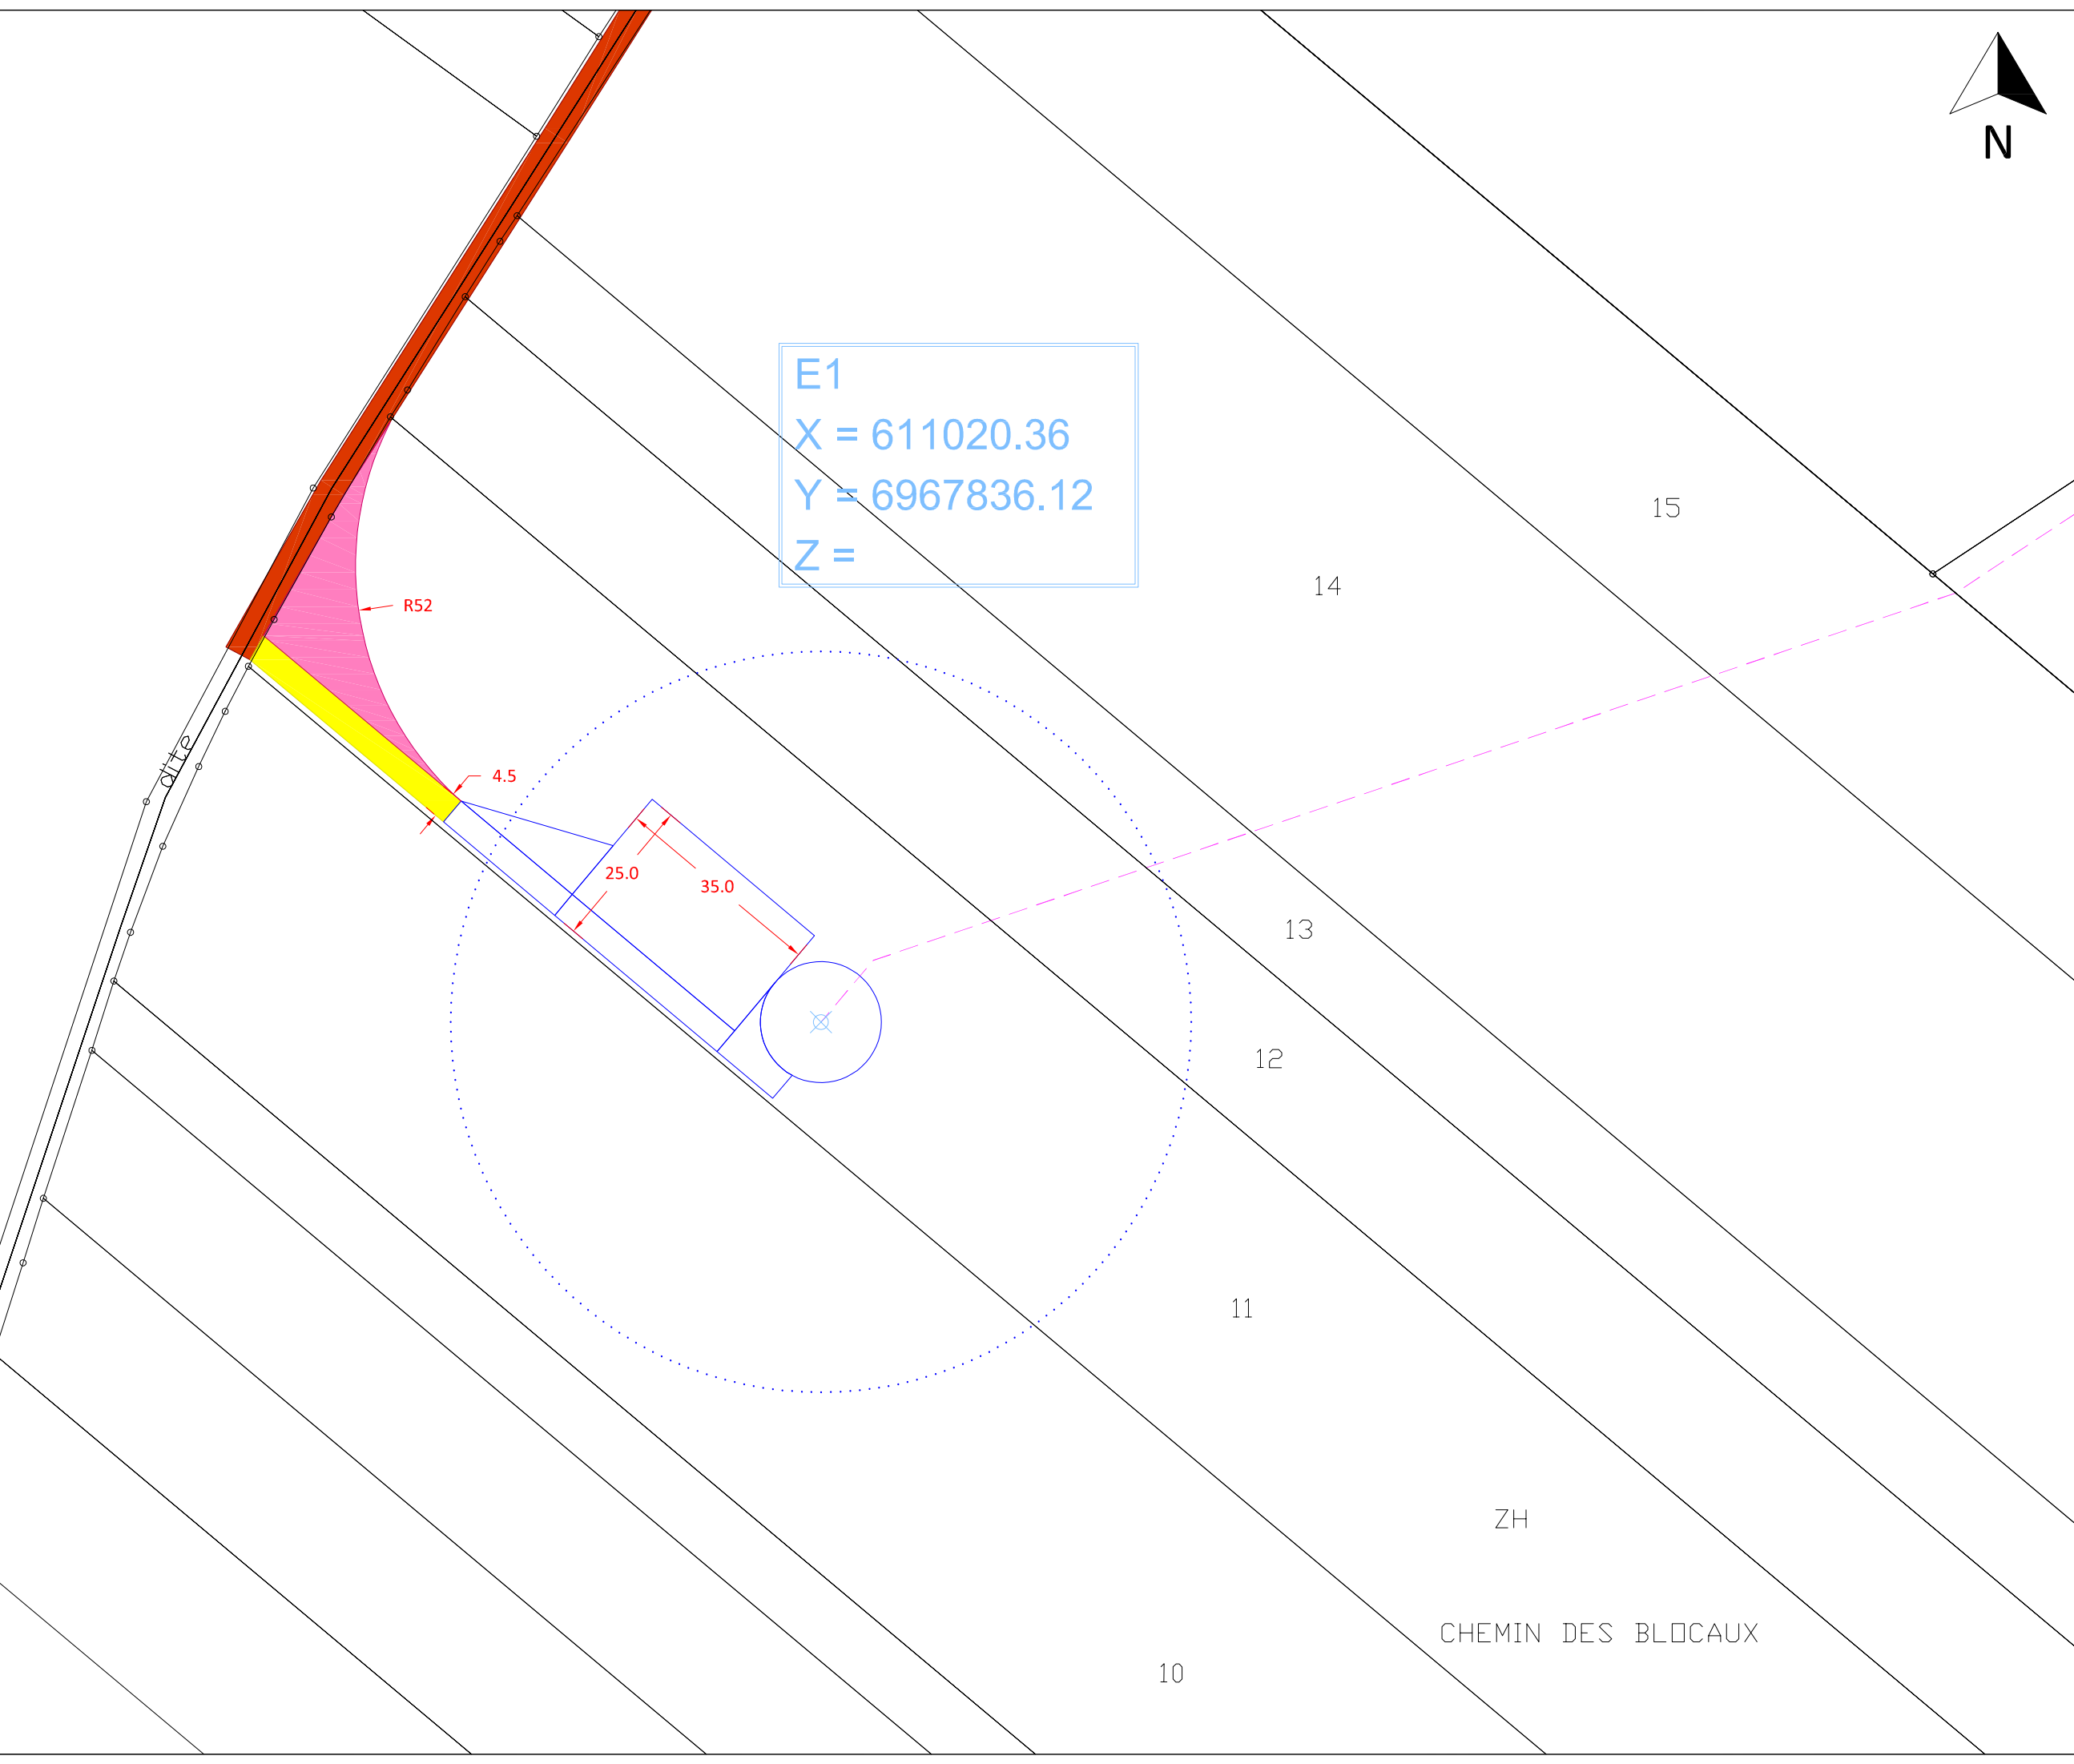 N
E1
X = 611020.36
Y = 6967836.12
Z =
15
14
R52
dite
4.5
25.0
35.0
13
12
11
ZH
CHEMIN DES BLOCAUX
10